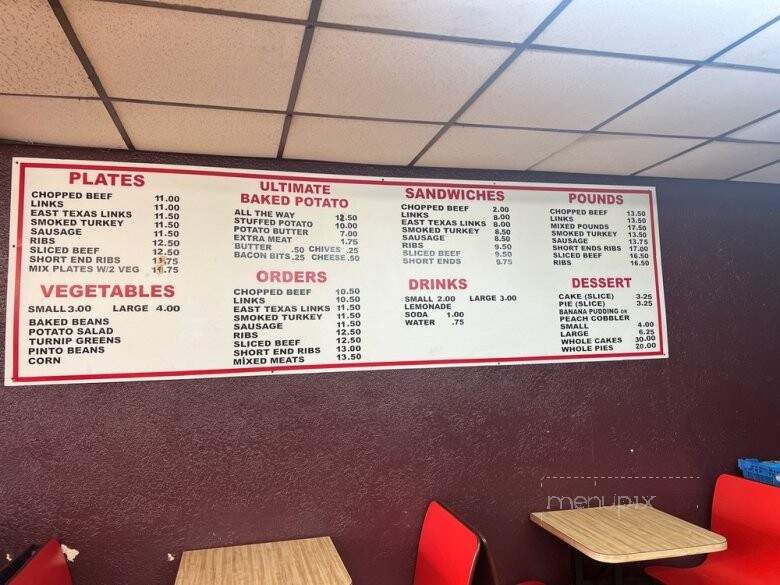 PLATES
CHOPPED BEEF 11.00
LINKS 11.00
EAST TEXAS LINKS 11.50
SMOKED TURKEY 11.50
SAUSAGE 11.50
RIBS 12.50
SLICED BEEF 12.50
SHORT END RIBS 13.75
MIX PLATES W/2 VEG 11.75
VEGETABLES
SMALL 3.00 LARGE 4.00
BAKED BEANS
POTATO SALAD
TURNIP GREENS
PINTO BEANS
CORN
ULTIMATE
BAKED POTATO
ALL THE WAY 12.50
STUFFED POTATO 10.00
POTATO BUTTER 7.00
EXTRA MEAT 1.75
BUTTER .50 CHIVES .25
BACON BITS .25 CHEESE .50
ORDERS
CHOPPED BEEF 10.50
LINKS 10.50
EAST TEXAS LINKS 11.50
SMOKED TURKEY 11.50
SAUSAGE 11.50
RIBS 12.50
SLICED BEEF 12.50
SHORT END RIBS 13.00
MIXED MEATS 13.50
SANDWICHES
CHOPPED BEEF 2.00
LINKS 8.00
EAST TEXAS LINKS 8.00
SMOKED TURKEY 8.50
SAUSAGE 8.50
RIBS 9.50
SLICED BEEF 9.50
SHORT ENDS 9.75
DRINKS
SMALL 2.00 LARGE 3.00
LEMONADE
SODA 1.00
WATER .75
POUNDS
CHOPPED BEEF 13.50
LINKS 13.50
MIXED POUNDS 17.50
SMOKED TURKEY 13.50
SAUSAGE 13.75
SHORT ENDS RIBS 17.00
SLICED BEEF 16.50
RIBS 16.50
DESSERT
CAKE (SLICE) 3.25
PIE (SLICE) 3.25
BANANA PUDDING OR
PEACH COBBLER
SMALL 4.00
LARGE 6.25
WHOLE CAKES 30.00
WHOLE PIES 20.00
menupix